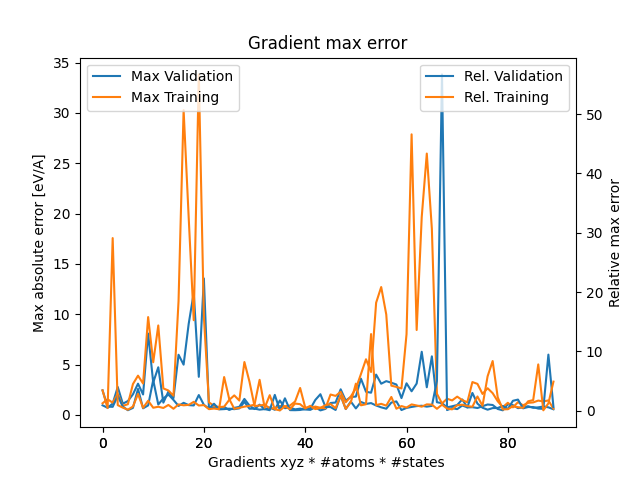 Gradient max error
Max Validation
Max Training
Rel. Validation
Rel. Training
Max absolute error [eV/A]
35
30
25
20
15
10
5
0
Relative max error
50
40
30
20
10
0
0 20 40 60 80
Gradients xyz * #atoms * #states